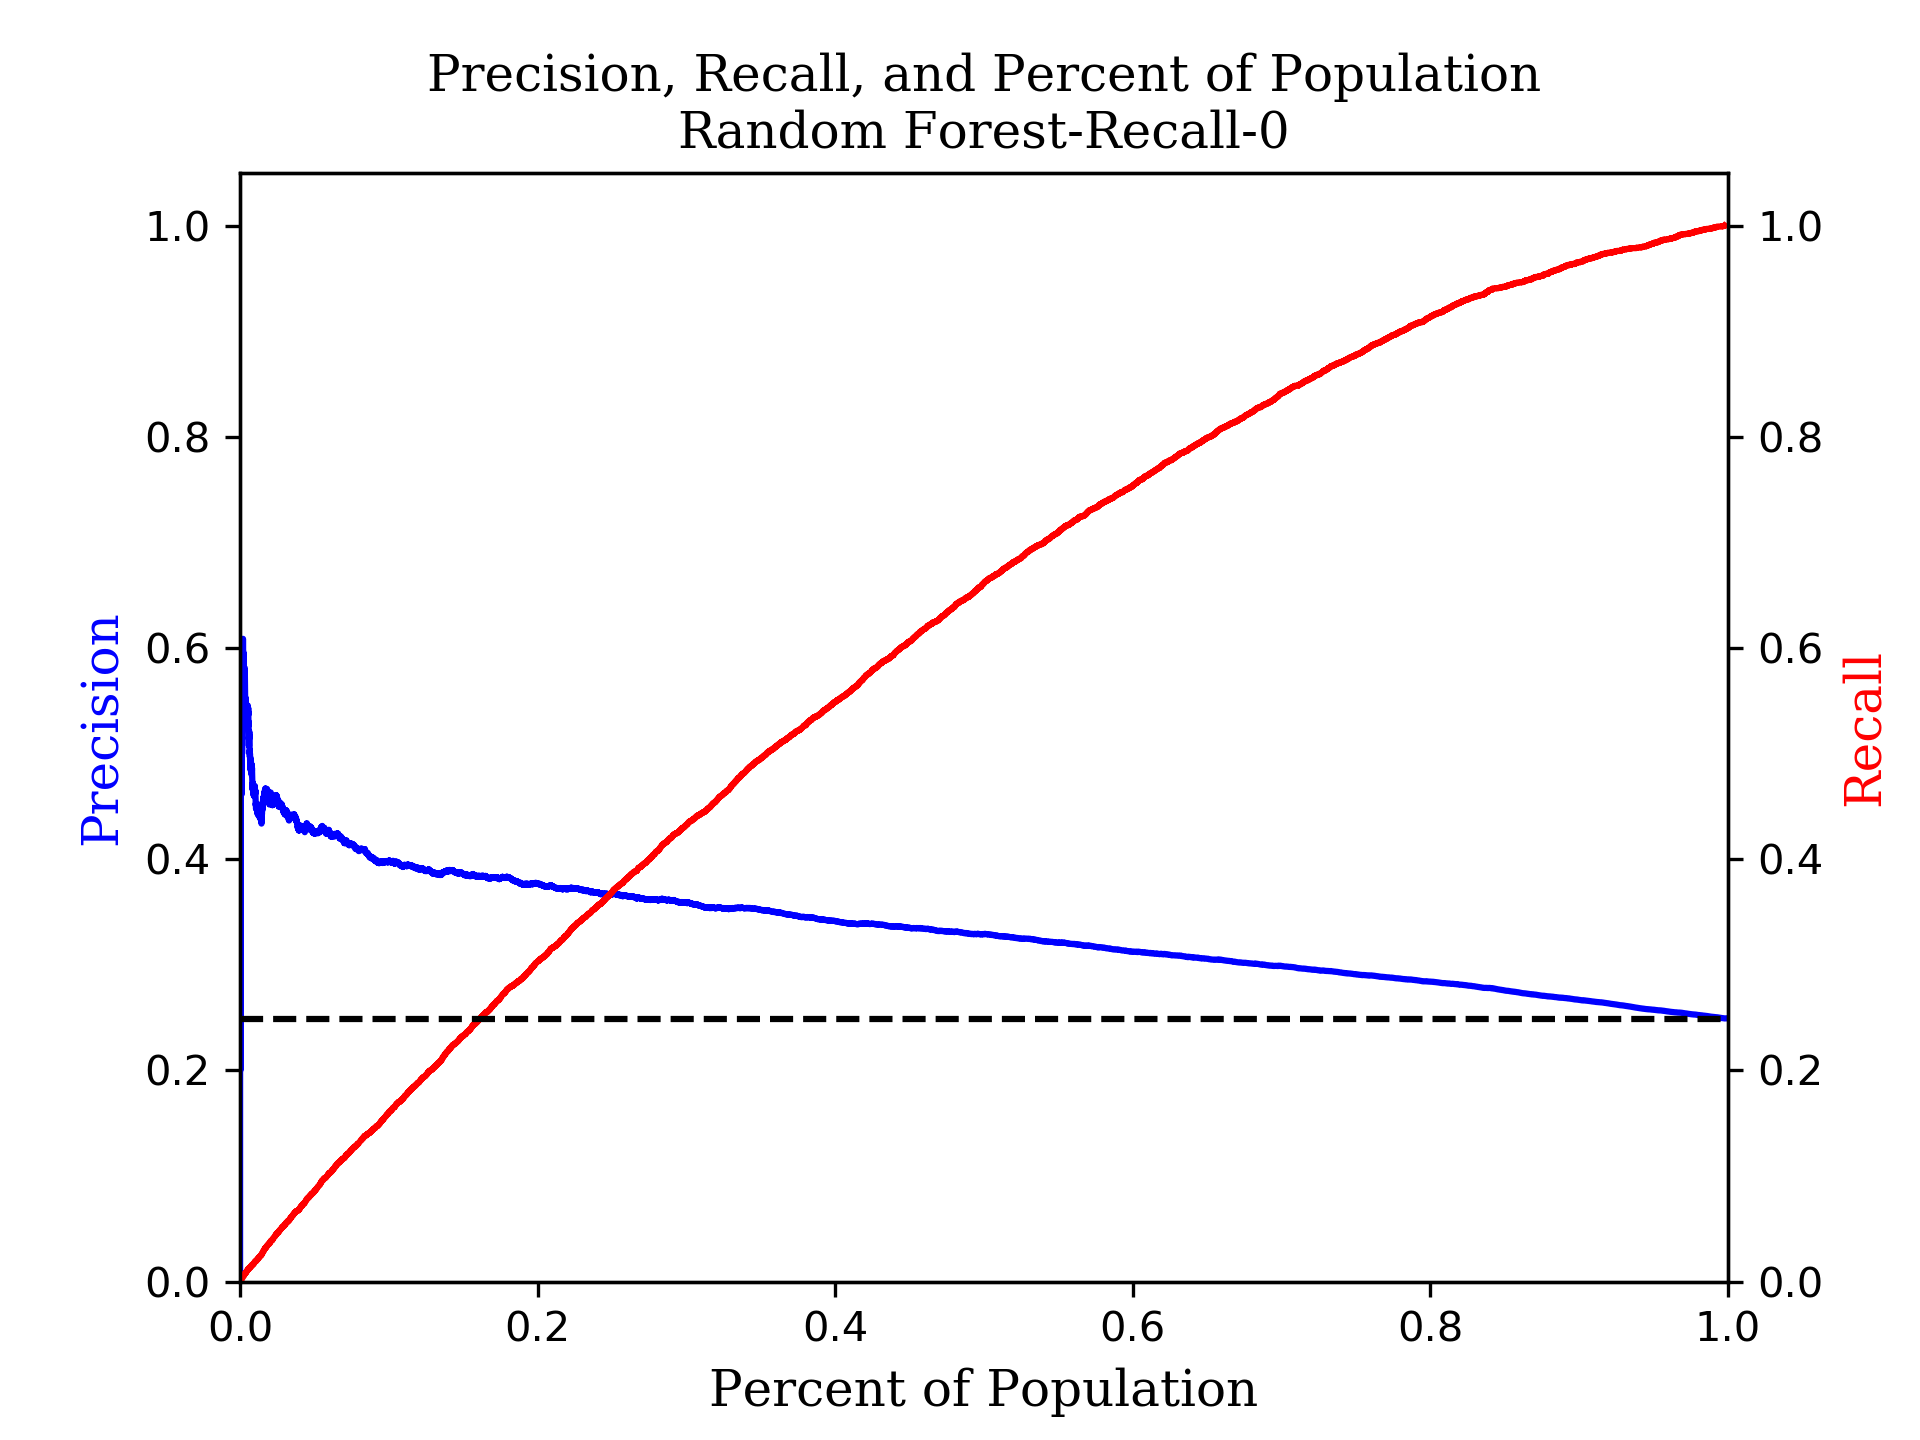 Precision, Recall, and Percent of Population
Random Forest-Recall-0
Precision
1.0
0.8
0.6
0.4
0.2
0.0
1.0
0.8
0.6
0.4
0.2
0.0
Recall
0.0 0.2 0.4 0.6 0.8 1.0
Percent of Population